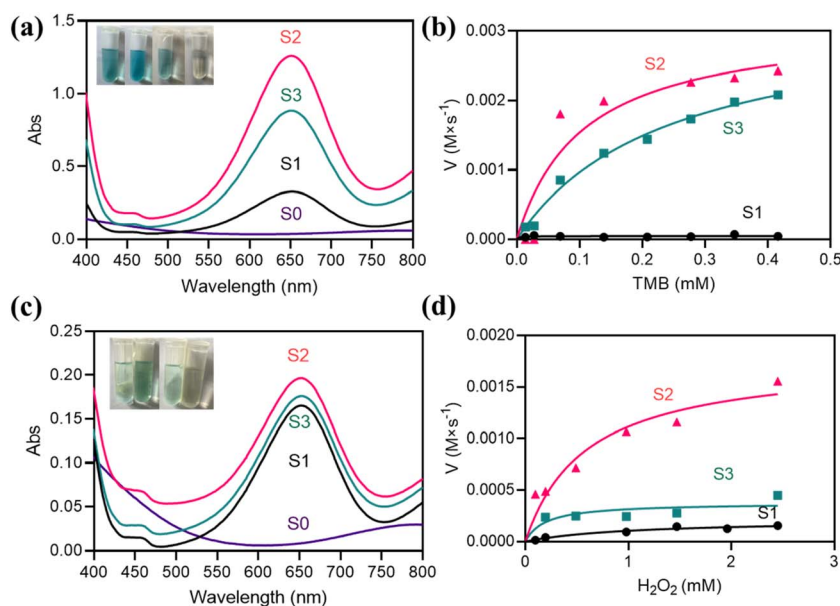 (a)
1.5
1.0
0.5
0.0
Abs
S2
S3
S1
S0
400 450 500 550 600 650 700 750 800
Wavelength (nm)
(b)
0.003
0.002
0.001
0.000
V (M×s⁻¹)
S2
S3
S1
0.0 0.1 0.2 0.3 0.4 0.5
TMB (mM)
(c)
0.25
0.20
0.15
0.10
0.05
0.00
Abs
S2
S3
S1
S0
400 450 500 550 600 650 700 750 800
Wavelength (nm)
(d)
0.0020
0.0015
0.0010
0.0005
0.0000
V (M×s⁻¹)
S2
S3
S1
0 1 2 3
H₂O₂ (mM)